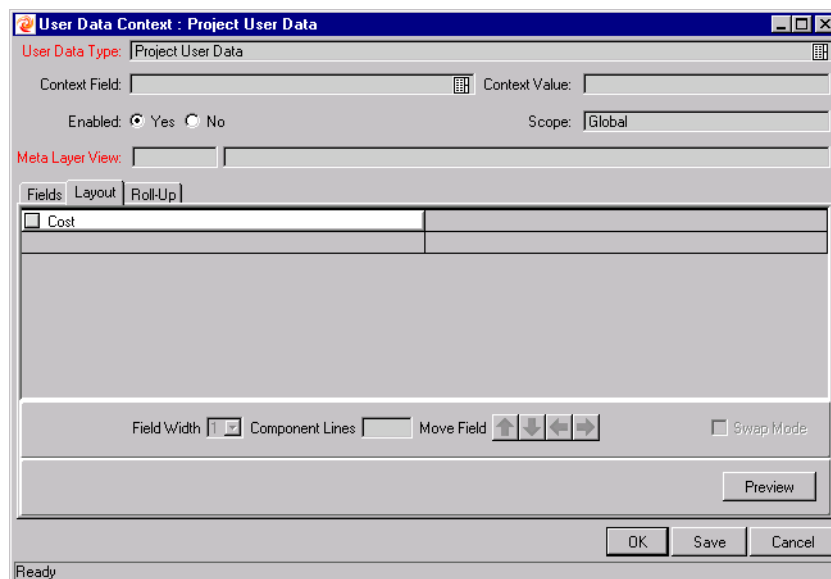 User Data Context : Project User Data
User Data Type: Project User Data
Context Field: Context Value:
Enabled: Yes No Scope: Global
Meta Layer View:
Fields Layout Roll-Up
Cost
Field Width 1 Component Lines Move Field Swap Mode
Preview
OK Save Cancel
Ready